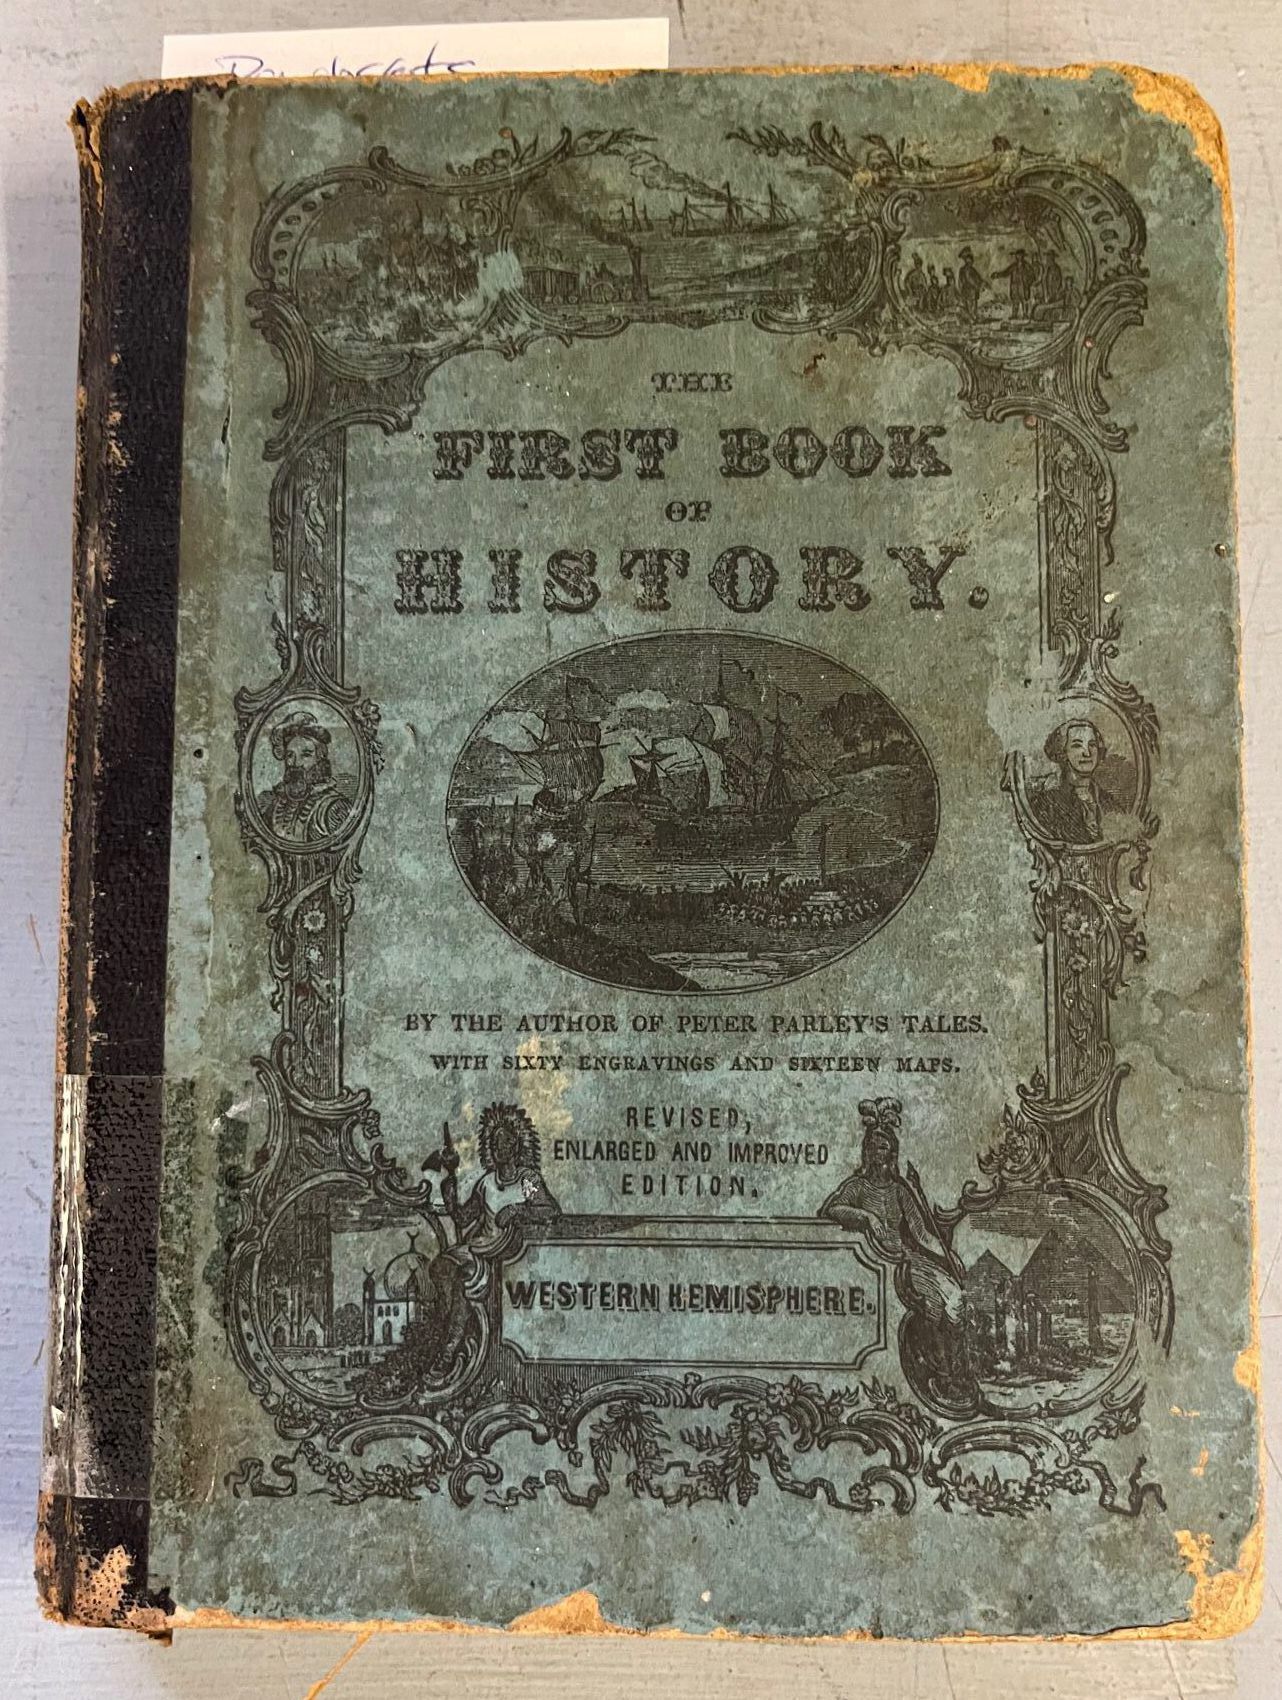 THE
FIRST BOOK
OF
HISTORY.
BY THE AUTHOR OF PETER PARLEY'S TALES.
WITH SIXTY ENGRAVINGS AND SIXTEEN MAPS.
REVISED,
ENLARGED AND IMPROVED
EDITION.
WESTERN HEMISPHERE.